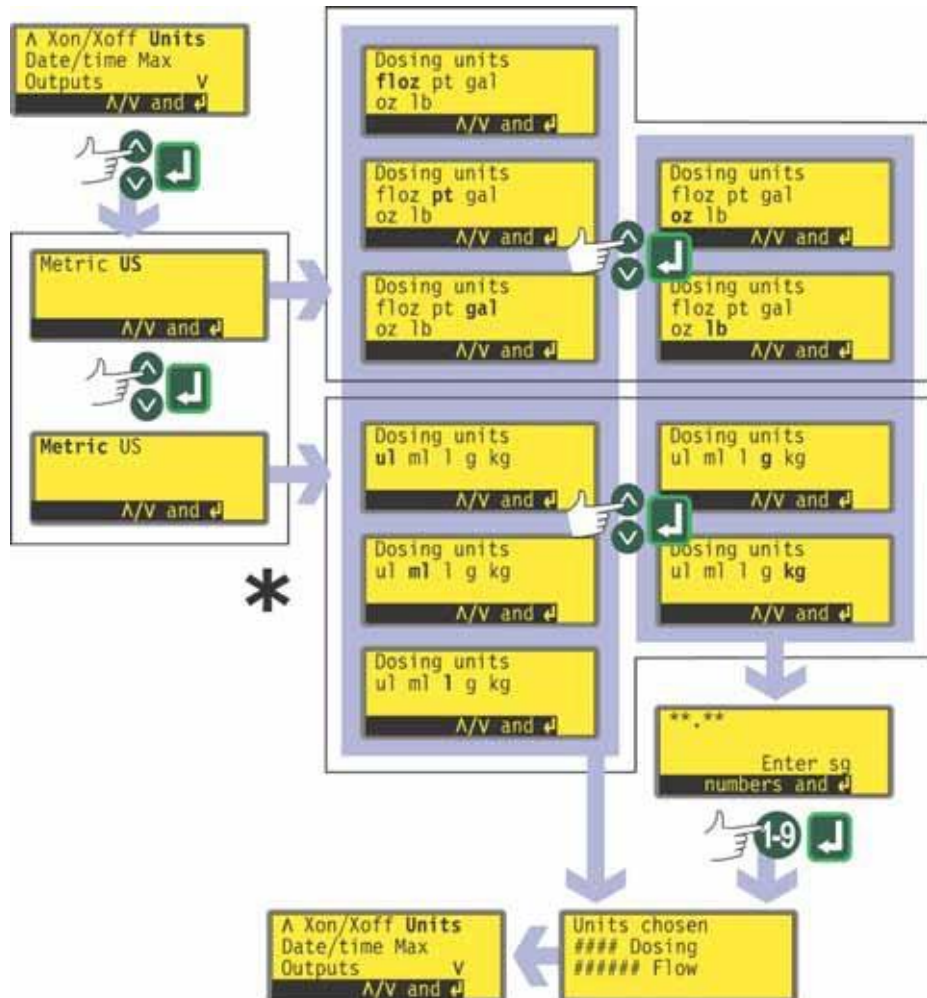 Λ Xon/Xoff Units
Date/time Max
Outputs V
Λ/V and ↲
Metric US
Λ/V and ↲
Metric US
Λ/V and ↲
Dosing units
floz pt gal
oz lb
Λ/V and ↲
Dosing units
floz pt gal
oz lb
Λ/V and ↲
Dosing units
floz pt gal
oz lb
Λ/V and ↲
Dosing units
floz pt gal
oz lb
Λ/V and ↲
Dosing units
floz pt gal
oz lb
Λ/V and ↲
Dosing units
ul ml l g kg
Λ/V and ↲
Dosing units
ul ml l g kg
Λ/V and ↲
Dosing units
ul ml l g kg
Λ/V and ↲
Dosing units
ul ml l g kg
Λ/V and ↲
Dosing units
ul ml l g kg
Λ/V and ↲
*
**.**
Enter sg
numbers and ↲
1-9
Units chosen
#### Dosing
###### Flow
Λ Xon/Xoff Units
Date/time Max
Outputs V
Λ/V and ↲